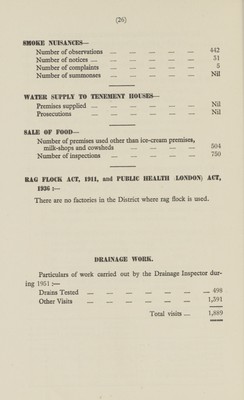 (26)
SMOKE NUISANCES—
Number of observations — — — — — 442
Number of notices ... — — — — — 31
Number of complaints — — — — — 5
Number of summonses — — — — — Nil
WATER SUPPLY TO TENEMENT HOUSES—
Premises supplied ... — — — — — Nil
Prosecutions — — — — — Nil
SALE OF FOOD—
Number of premises used other than ice-cream premises,
milk-shops and cowsheds — — — — 504
Number of inspections — — — — — 750
RAG FLOCK ACT, 1911, and PUBLIC HEALTH (LONDON) ACT,
1936 :—
There are no factories in the District where rag flock is used.
DRAINAGE WORK.
Particulars of work carried out by the Drainage Inspector dur-
ing 1951 :—
Drains Tested — — — — — — 498
Other Visits — — — — — — 1,391
Total visits ... 1,889